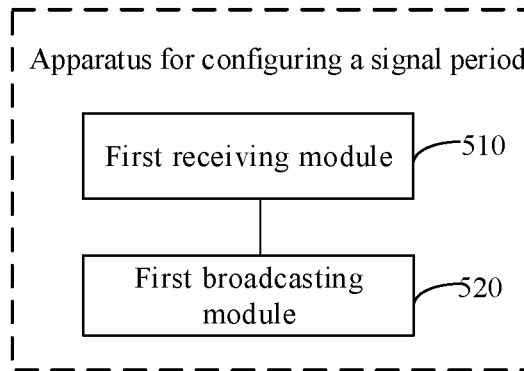 Apparatus for configuring a signal period
First receiving module
510
First broadcasting
module
520